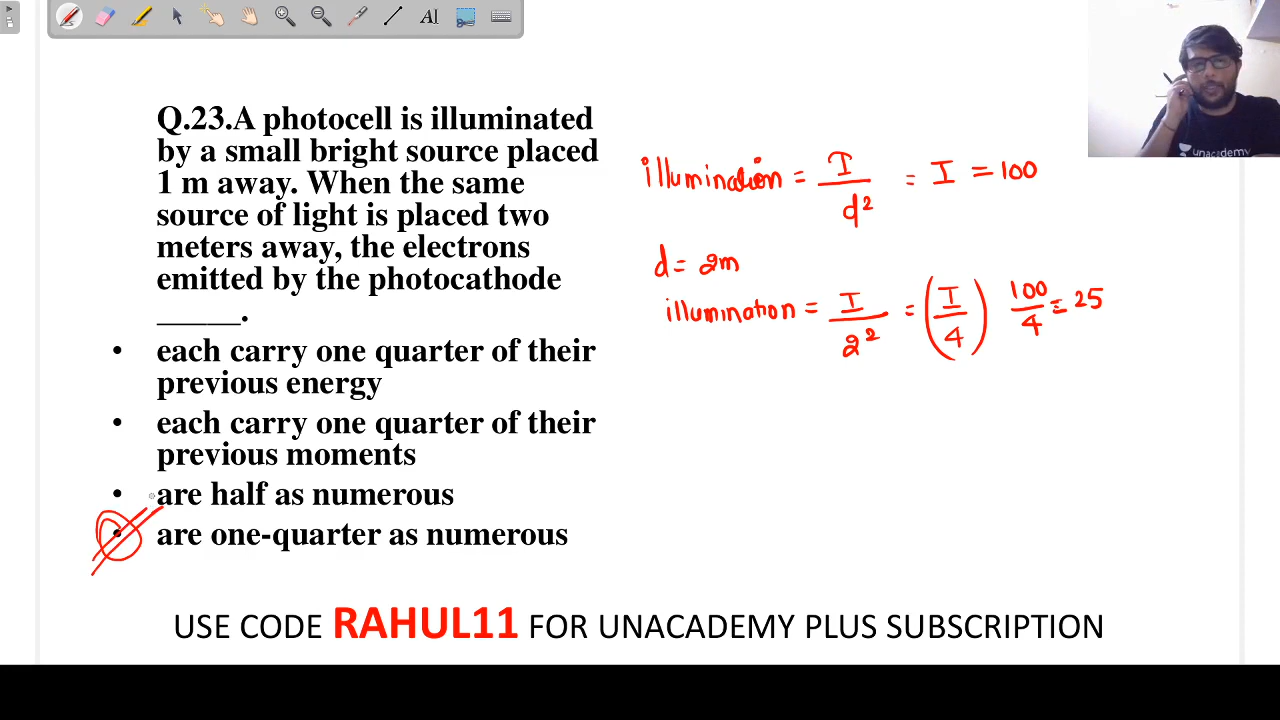 Q.23.A photocell is illuminated
by a small bright source placed
1 m away. When the same
source of light is placed two
meters away, the electrons
emitted by the photocathode
_____.
• each carry one quarter of their
previous energy
• each carry one quarter of their
previous moments
• are half as numerous
• are one-quarter as numerous
illumination = I / d² = I = 100
d = 2m
illumination = I / 2² = (I / 4) 100 / 4 = 25
unacademy
AI
USE CODE RAHUL11 FOR UNACADEMY PLUS SUBSCRIPTION